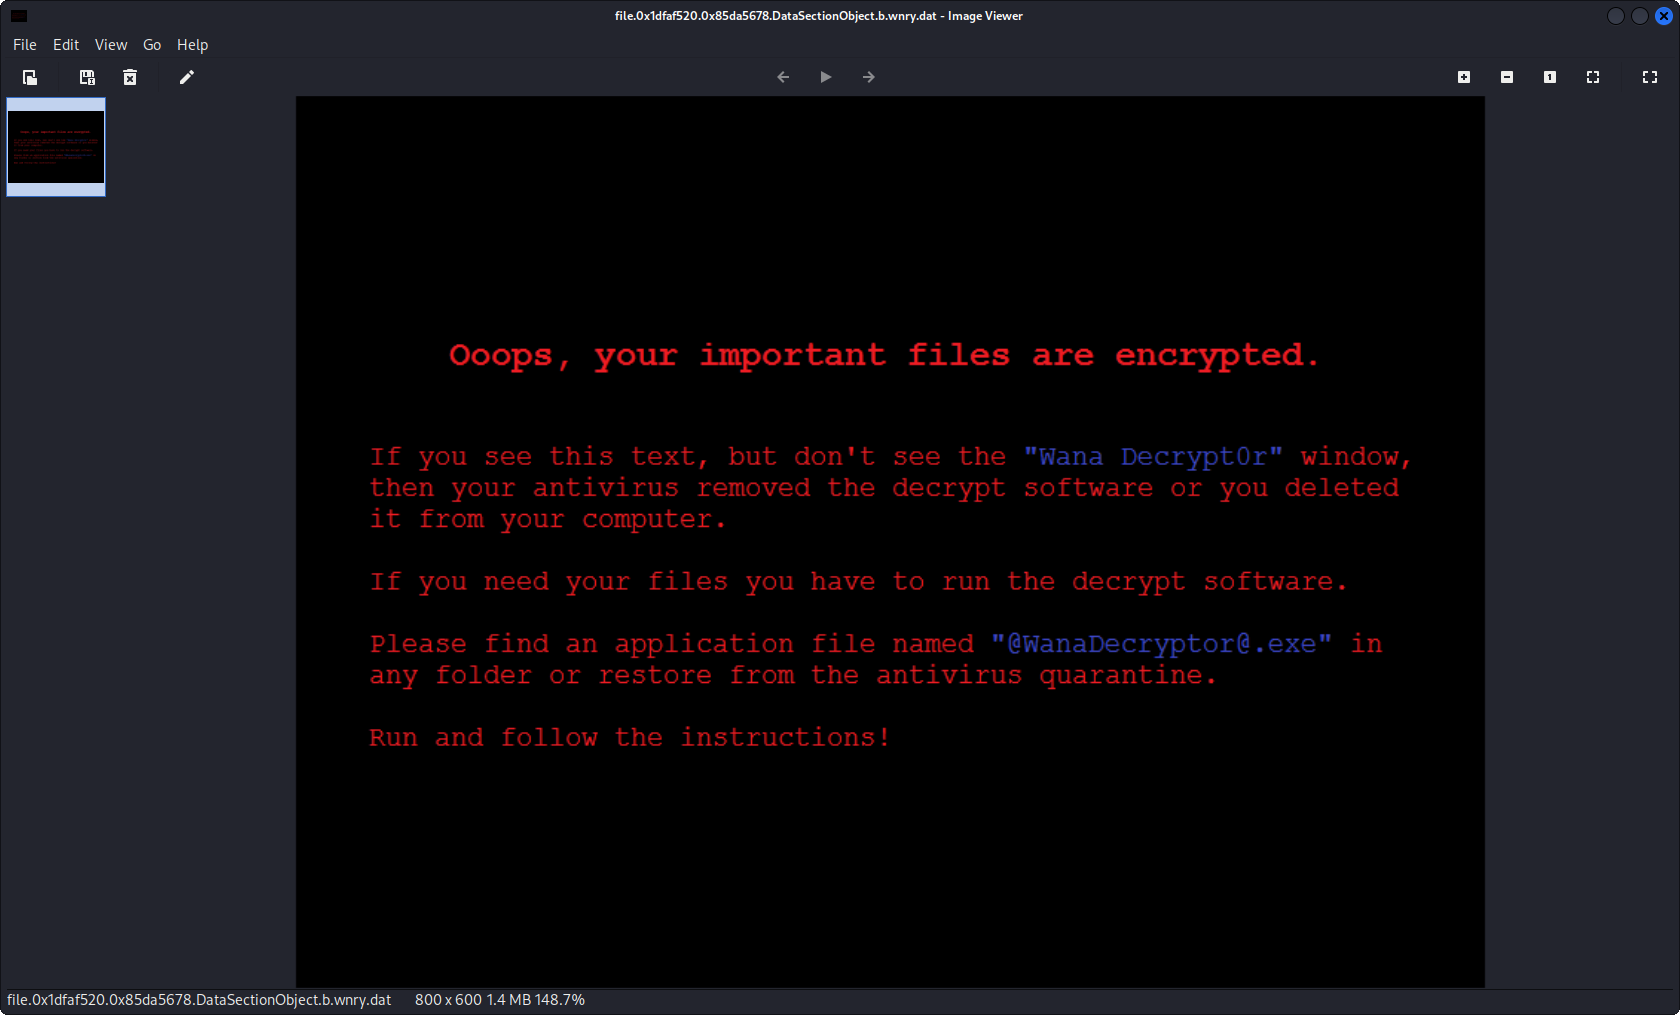 file.0x1dfaf520.0x85da5678.DataSectionObject.b.wnry.dat - Image Viewer
File Edit View Go Help
Ooops, your important files are encrypted.
If you see this text, but don't see the "Wana Decrypt0r" window,
then your antivirus removed the decrypt software or you deleted
it from your computer.
If you need your files you have to run the decrypt software.
Please find an application file named "@WanaDecryptor@.exe" in
any folder or restore from the antivirus quarantine.
Run and follow the instructions!
file.0x1dfaf520.0x85da5678.DataSectionObject.b.wnry.dat 800 x 600 1.4 MB 148.7%